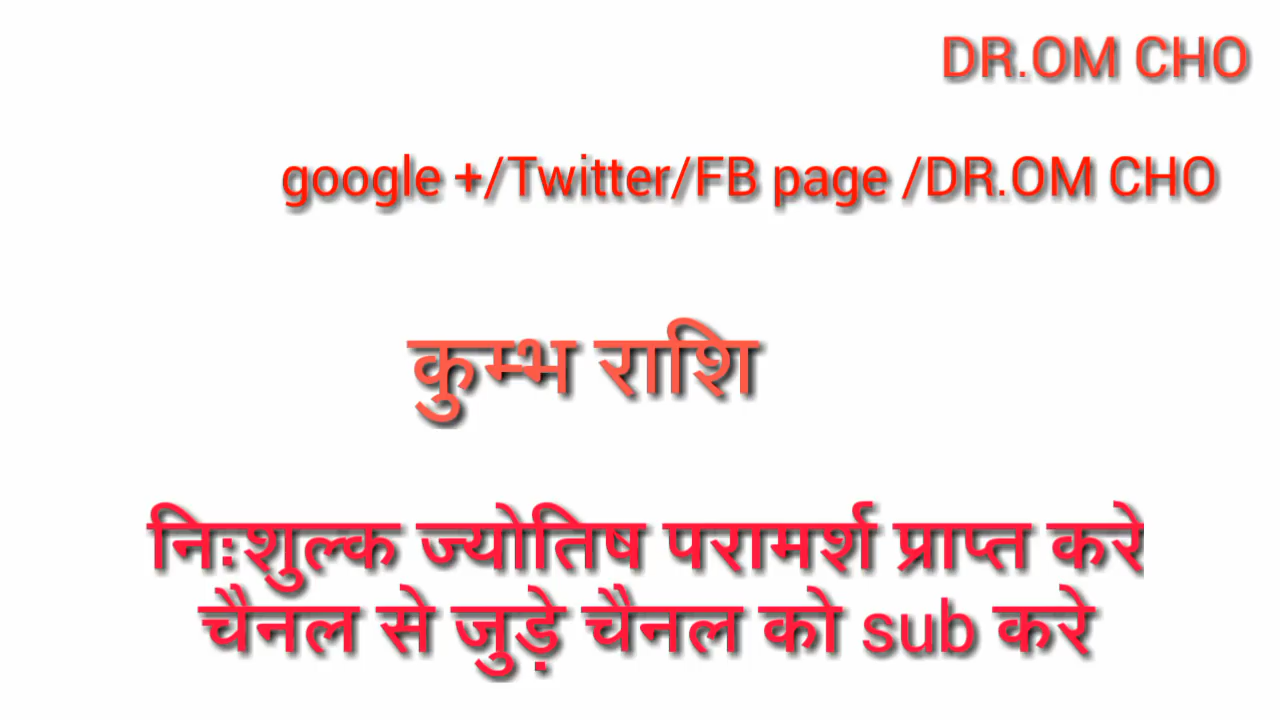 DR.OM CHO
google +/Twitter/FB page /DR.OM CHO
कुम्भ राशि
निःशुल्क ज्योतिष परामर्श प्राप्त करे
चैनल से जुड़े चैनल को sub करे